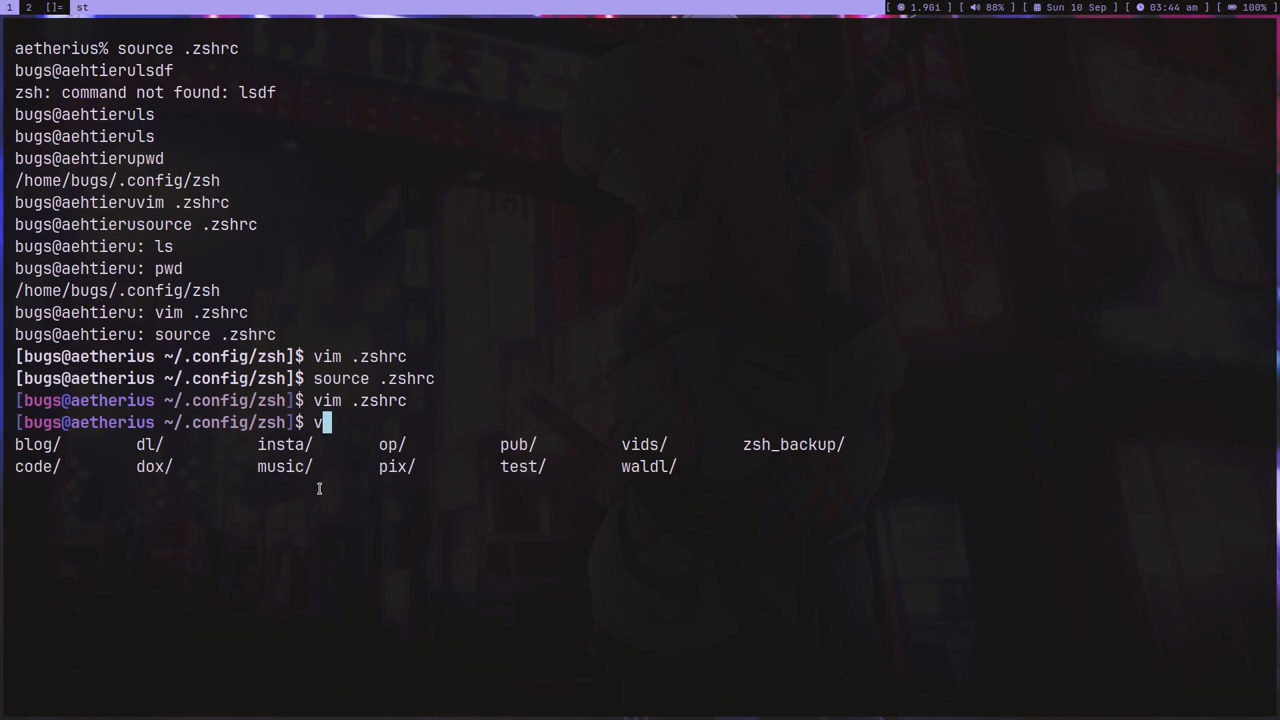 1 2 []= st [ 1.9Gi ] [ 88% ] [ Sun 10 Sep ] [ 03:44 am ] [ 100% ]
aetherius% source .zshrc
bugs@aehtierulsdf
zsh: command not found: lsdf
bugs@aehtieruls
bugs@aehtieruls
bugs@aehtierupwd
/home/bugs/.config/zsh
bugs@aehtieruvim .zshrc
bugs@aehtierusource .zshrc
bugs@aehtieru: ls
bugs@aehtieru: pwd
/home/bugs/.config/zsh
bugs@aehtieru: vim .zshrc
bugs@aehtieru: source .zshrc
[bugs@aetherius ~/.config/zsh]$ vim .zshrc
[bugs@aetherius ~/.config/zsh]$ source .zshrc
[bugs@aetherius ~/.config/zsh]$ vim .zshrc
[bugs@aetherius ~/.config/zsh]$ v
blog/ dl/ insta/ op/ pub/ vids/ zsh_backup/
code/ dox/ music/ pix/ test/ waldl/